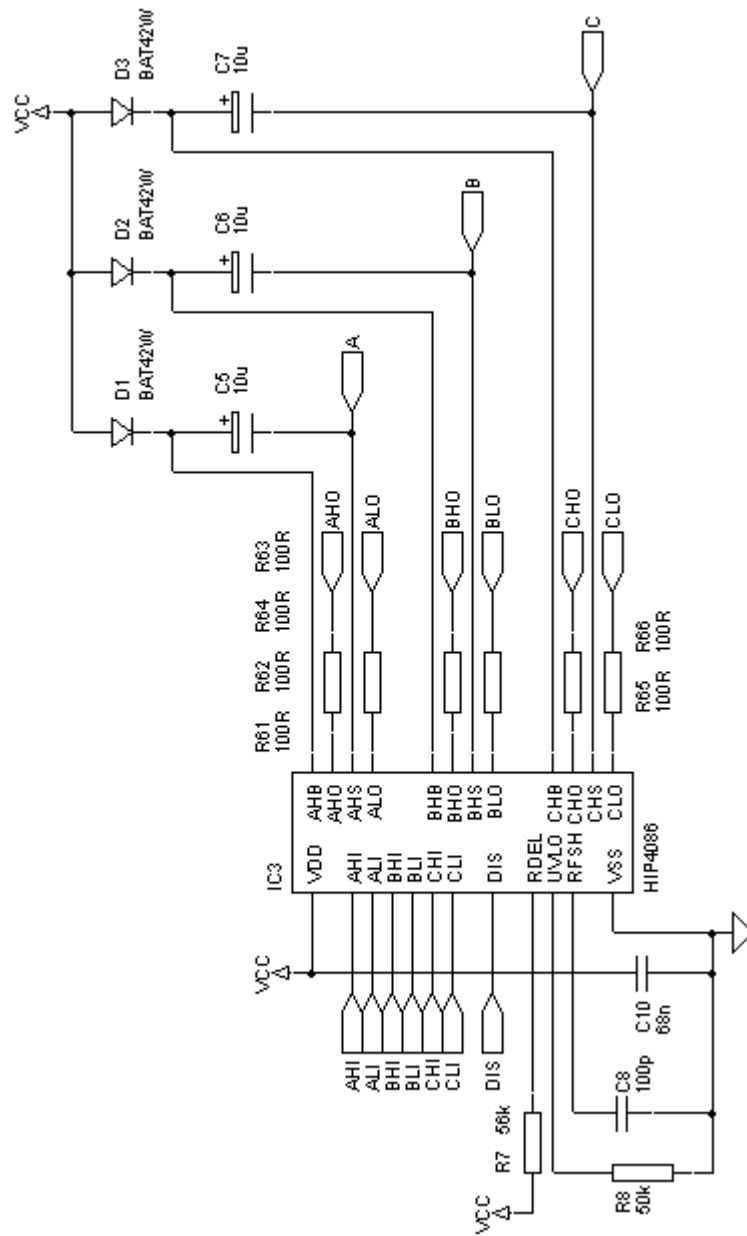 VCC
D3
BAT42W
D2
BAT42W
D1
BAT42W
C7
10u
+
C6
10u
+
C5
10u
+
C
B
A
R63
100R
R64
100R
R62
100R
R61
100R
AHO
ALO
BHO
BLO
CHO
CLO
R66
100R
R65
100R
IC3
VDD
AHI
ALI
BHI
BLI
CHI
CLI
DIS
RDEL
UVLO
RFSH
VSS
AHB
AHO
AHS
ALO
BHB
BHO
BHS
BLO
CHB
CHO
CHS
CLO
HIP4086
VCC
AHI
ALI
BHI
BLI
CHI
CLI
DIS
C10
68n
C8
100p
R7 56k
R8
50k
VCC